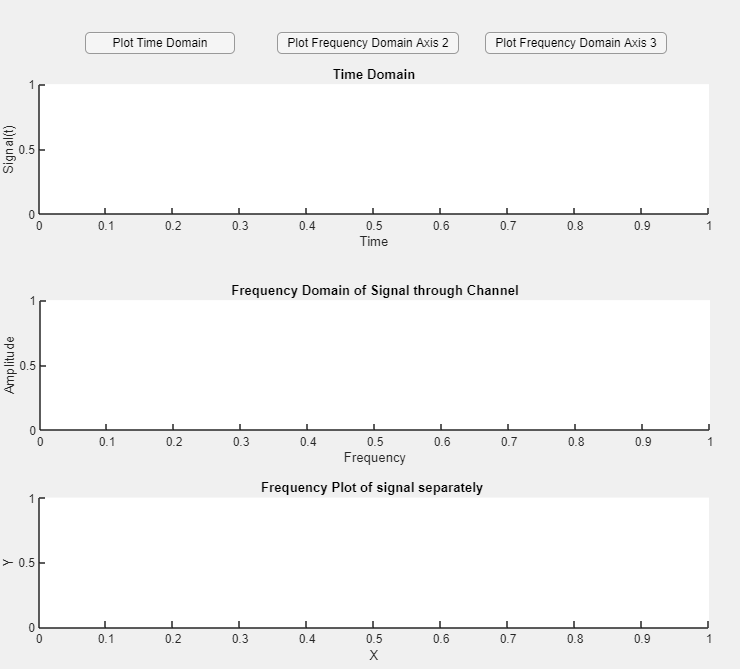 Plot Time Domain Plot Frequency Domain Axis 2 Plot Frequency Domain Axis 3
Time Domain
Signal(t)
1
0.5
0
0 0.1 0.2 0.3 0.4 0.5 0.6 0.7 0.8 0.9 1
Time
Frequency Domain of Signal through Channel
Amplitude
1
0.5
0
0 0.1 0.2 0.3 0.4 0.5 0.6 0.7 0.8 0.9 1
Frequency
Frequency Plot of signal separately
Y
1
0.5
0
0 0.1 0.2 0.3 0.4 0.5 0.6 0.7 0.8 0.9 1
X